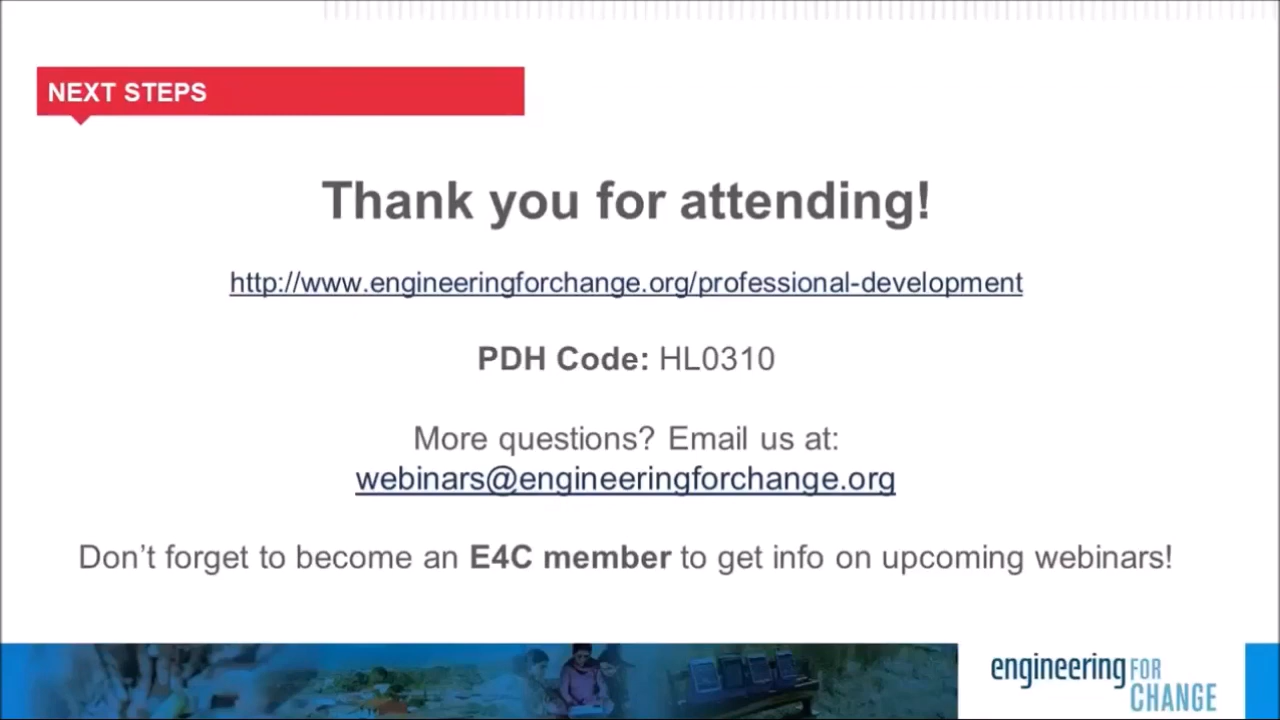 NEXT STEPS
Thank you for attending!
http://www.engineeringforchange.org/professional-development
PDH Code: HL0310
More questions? Email us at:
webinars@engineeringforchange.org
Don't forget to become an E4C member to get info on upcoming webinars!
engineering FOR
CHANGE